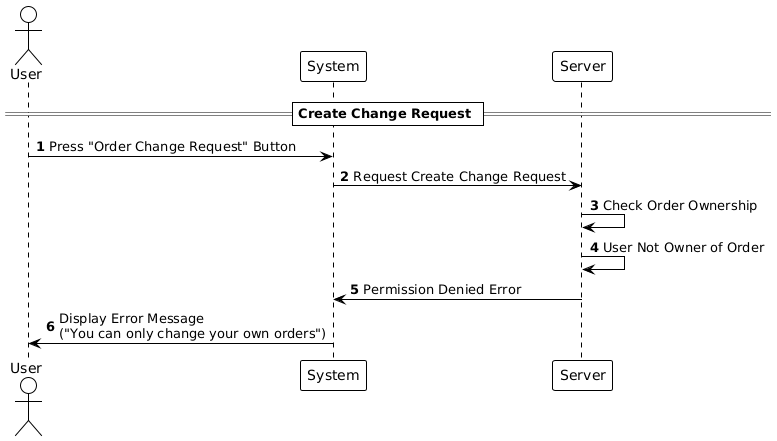 User
System
Server
Create Change Request
1 Press "Order Change Request" Button
2 Request Create Change Request
3 Check Order Ownership
4 User Not Owner of Order
5 Permission Denied Error
6 Display Error Message
("You can only change your own orders")
User
System
Server